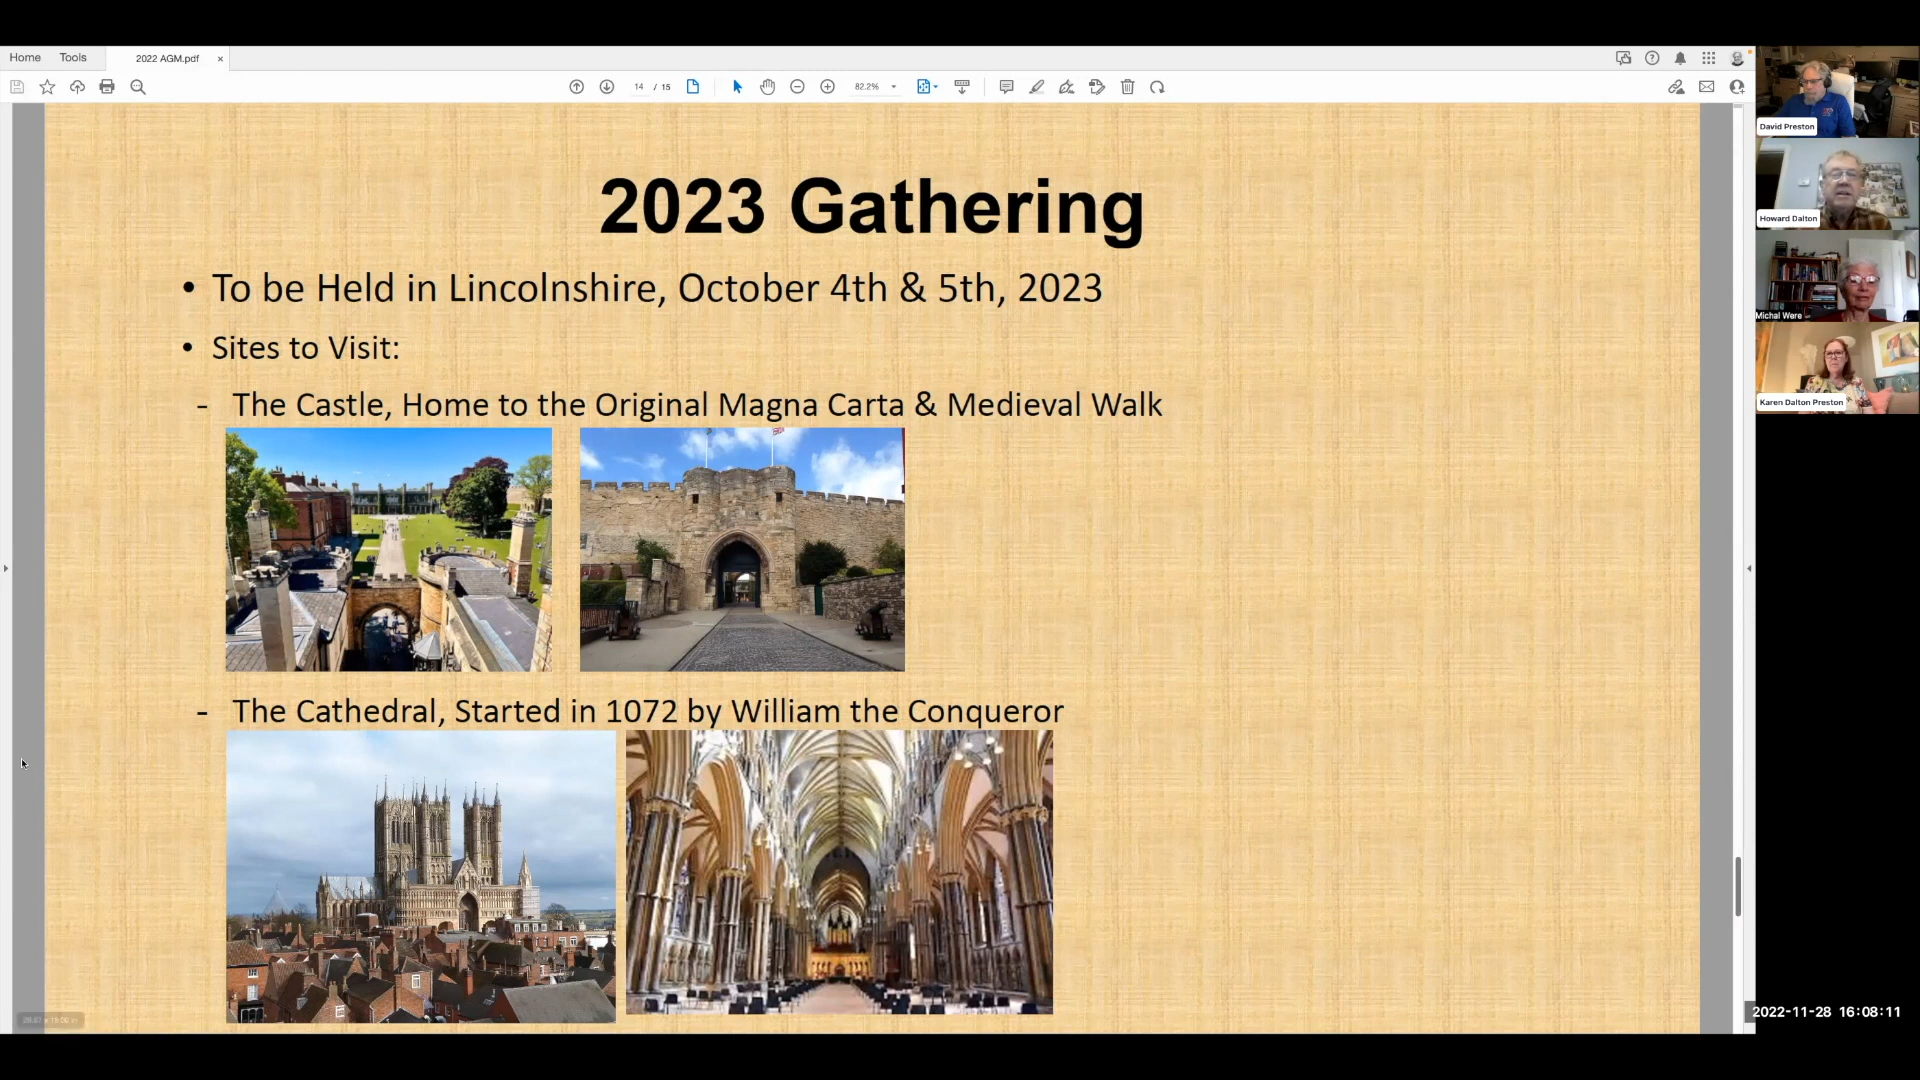 Home Tools 2022 AGM.pdf ×
14 / 15 82.2%
2023 Gathering
• To be Held in Lincolnshire, October 4th & 5th, 2023
• Sites to Visit:
- The Castle, Home to the Original Magna Carta & Medieval Walk
- The Cathedral, Started in 1072 by William the Conqueror
David Preston
Howard Dalton
Michal Were
Karen Dalton Preston
2022-11-28 16:08:11